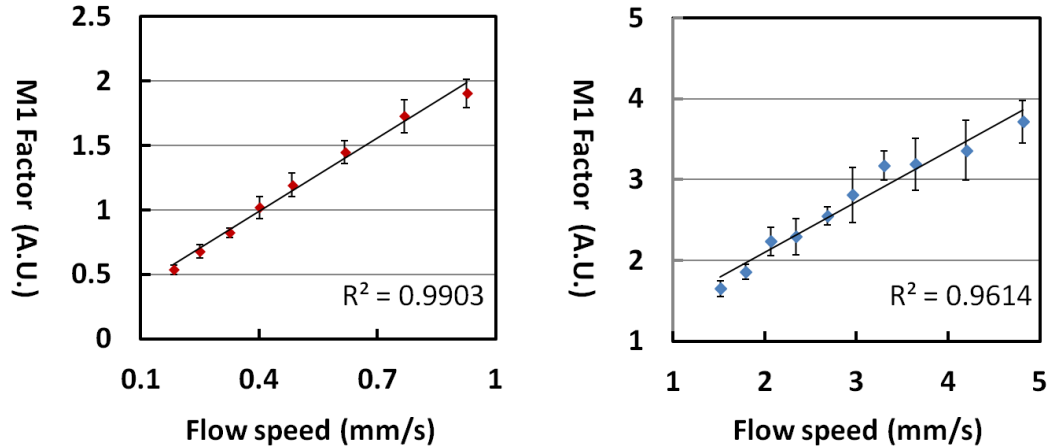 2.5
2
1.5
1
0.5
0
M1 Factor (A.U.)
R² = 0.9903
0.1 0.4 0.7 1
Flow speed (mm/s)
5
4
3
2
1
M1 Factor (A.U.)
R² = 0.9614
1 2 3 4 5
Flow speed (mm/s)